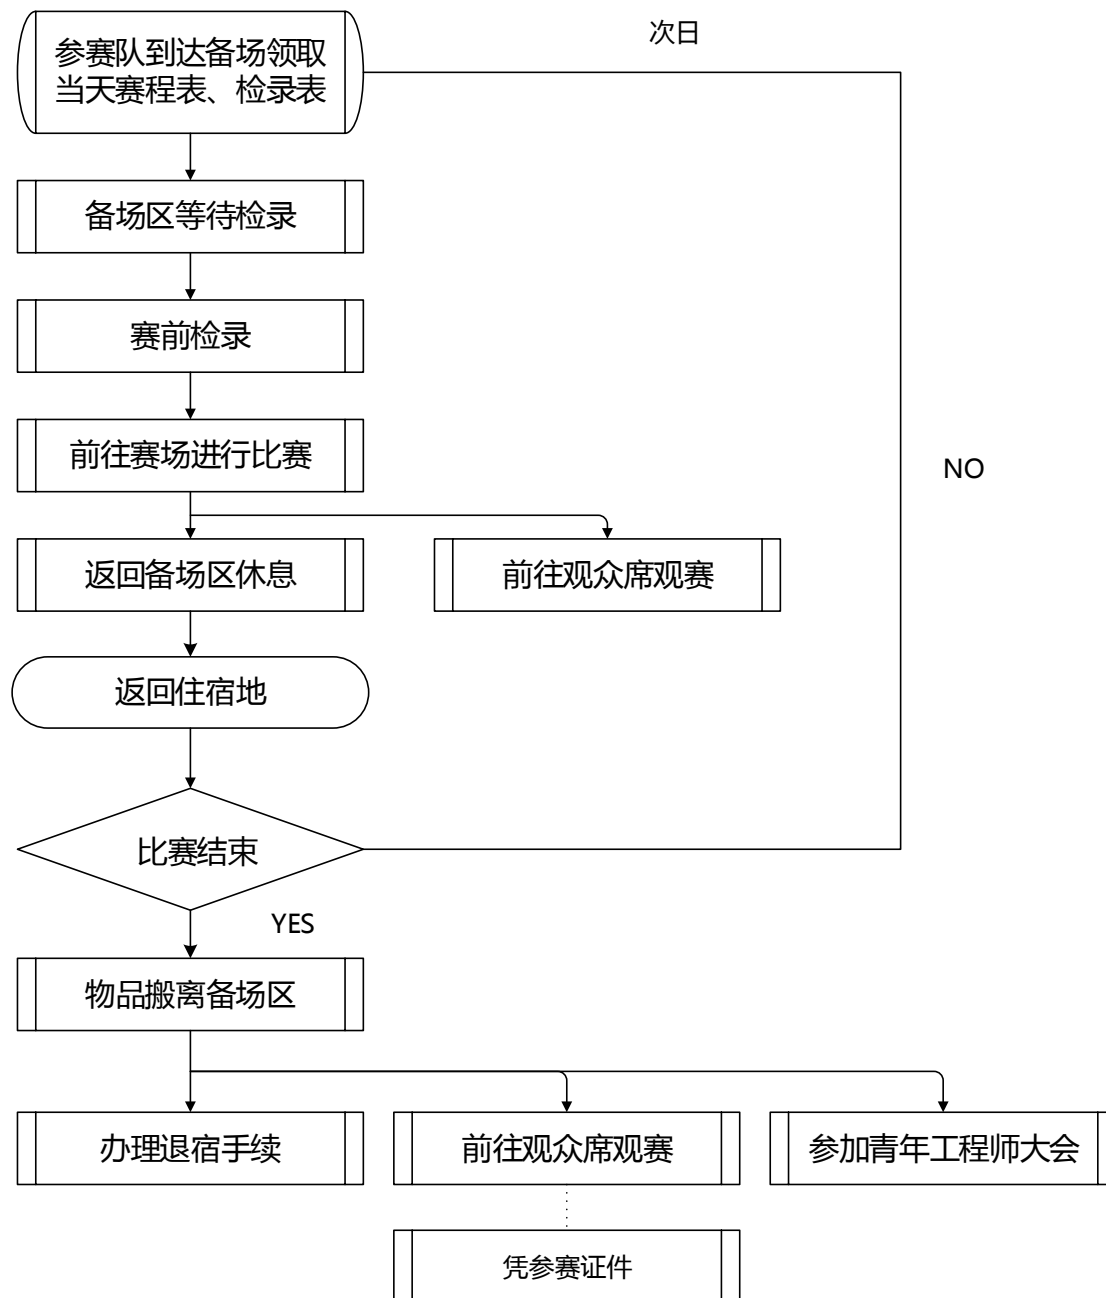 参赛队到达备场领取
当天赛程表、检录表
次日
备场区等待检录
赛前检录
前往赛场进行比赛
NO
返回备场区休息
前往观众席观赛
返回住宿地
比赛结束
YES
物品搬离备场区
办理退宿手续
前往观众席观赛
参加青年工程师大会
凭参赛证件